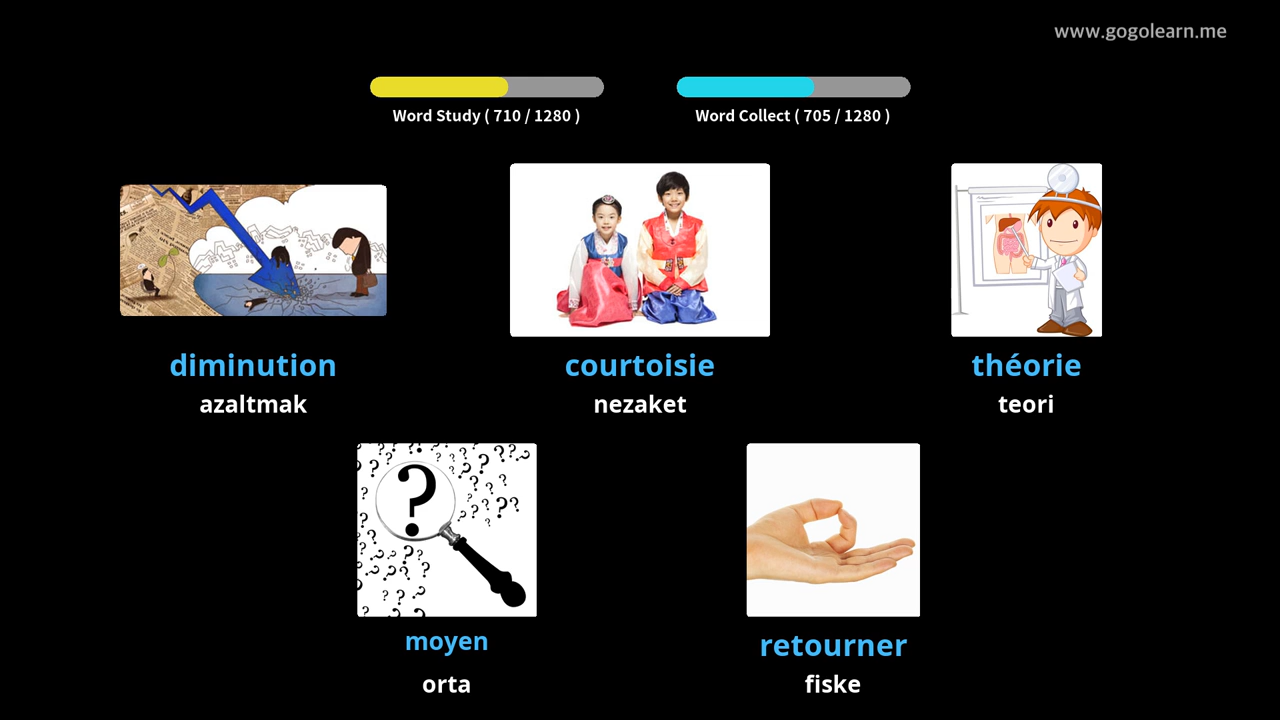 www.gogolearn.me
Word Study ( 710 / 1280 )
Word Collect ( 705 / 1280 )
diminution
azaltmak
courtoisie
nezaket
théorie
teori
moyen
orta
retourner
fiske